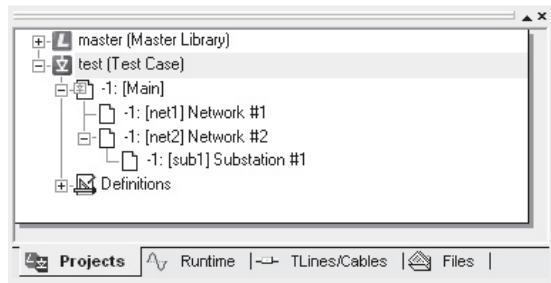 master (Master Library)
test (Test Case)
-1: [Main]
-1: [net1] Network #1
-1: [net2] Network #2
-1: [sub1] Substation #1
Definitions
Projects Runtime TLines/Cables Files